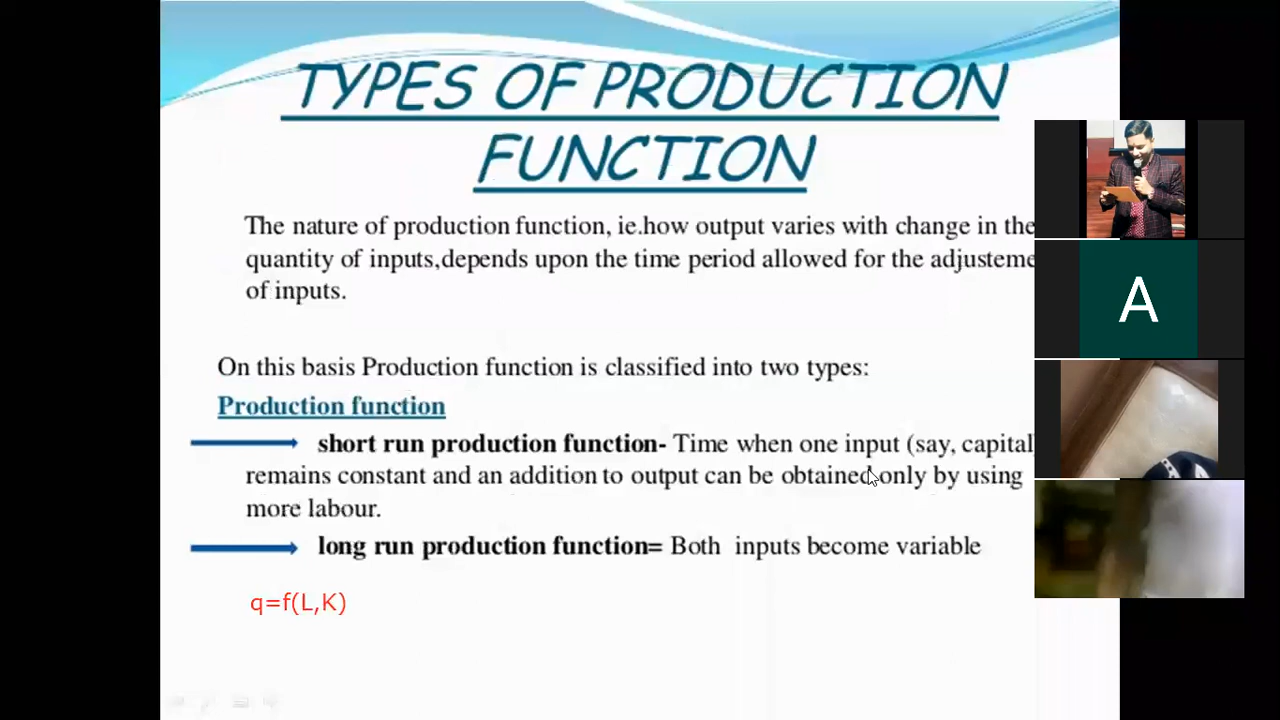 TYPES OF PRODUCTION
FUNCTION
The nature of production function, ie.how output varies with change in the
quantity of inputs,depends upon the time period allowed for the adjusteme
of inputs.
On this basis Production function is classified into two types:
Production function
short run production function- Time when one input (say, capital
remains constant and an addition to output can be obtained only by using
more labour.
long run production function= Both inputs become variable
q=f(L,K)
A